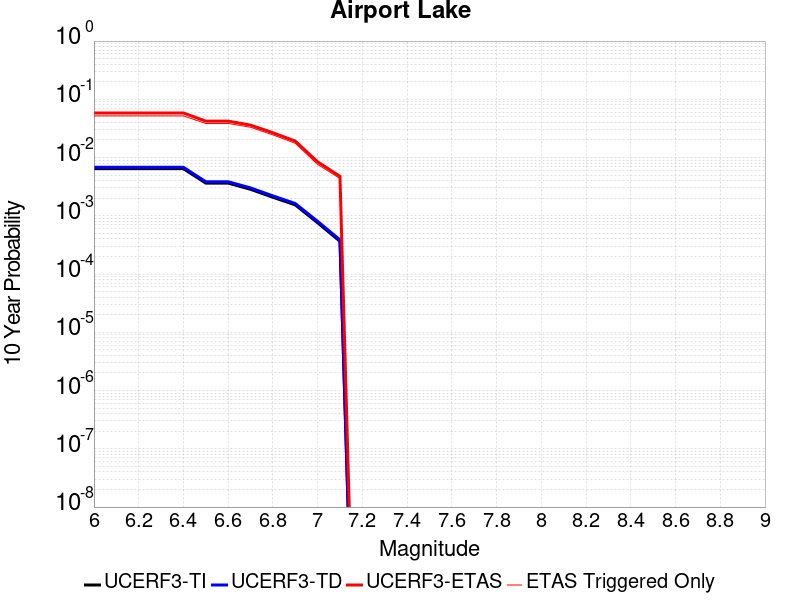 Airport Lake
10^0
10^-1
10^-2
10^-3
10^-4
10^-5
10^-6
10^-7
10^-8
10 Year Probability
6 6.2 6.4 6.6 6.8 7 7.2 7.4 7.6 7.8 8 8.2 8.4 8.6 8.8 9
Magnitude
UCERF3-TI UCERF3-TD UCERF3-ETAS ETAS Triggered Only